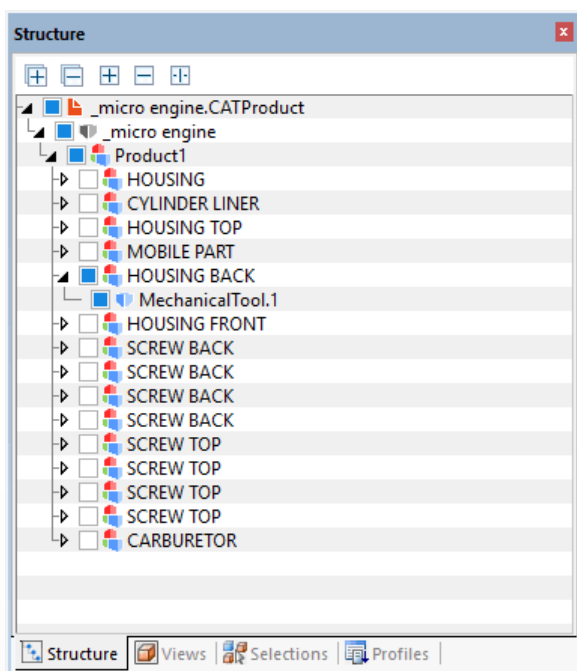 Structure
_micro engine.CATProduct
_micro engine
Product1
HOUSING
CYLINDER LINER
HOUSING TOP
MOBILE PART
HOUSING BACK
MechanicalTool.1
HOUSING FRONT
SCREW BACK
SCREW BACK
SCREW BACK
SCREW BACK
SCREW TOP
SCREW TOP
SCREW TOP
SCREW TOP
CARBURETOR
Structure Views Selections Profiles